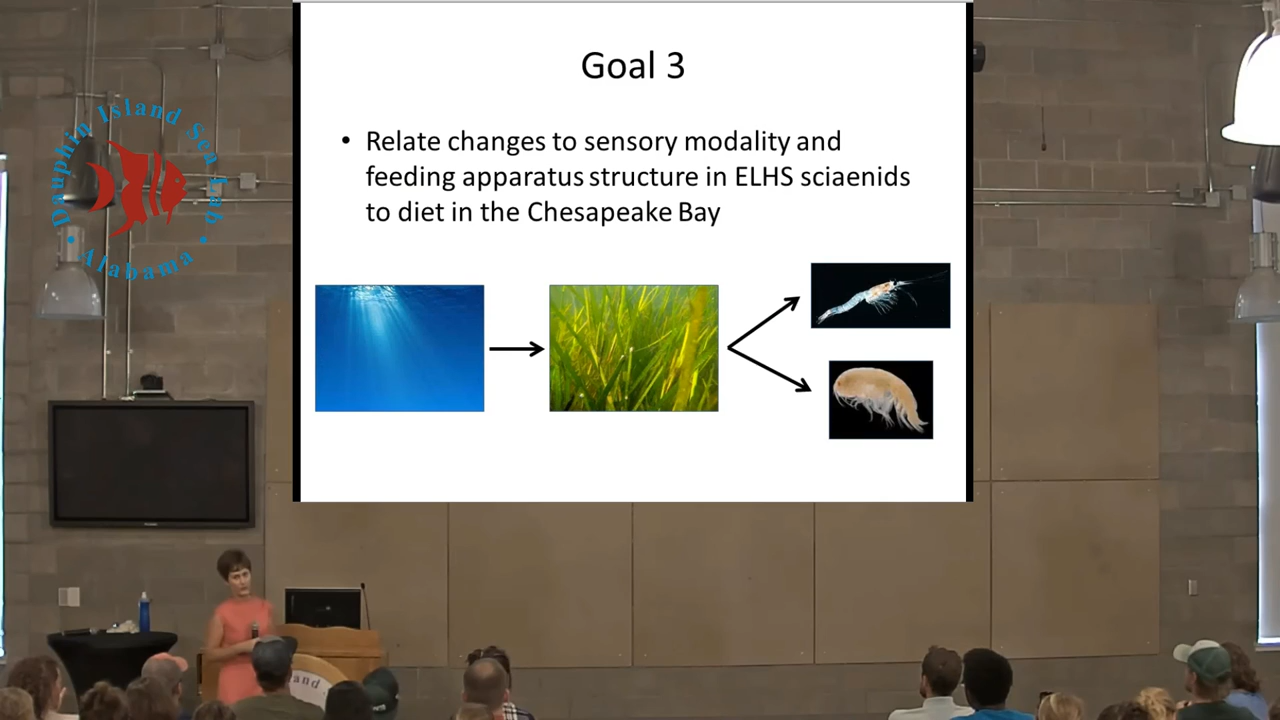 Goal 3
• Relate changes to sensory modality and
feeding apparatus structure in ELHS sciaenids
to diet in the Chesapeake Bay
Dauphin Island Sea Lab
• Alabama •
land